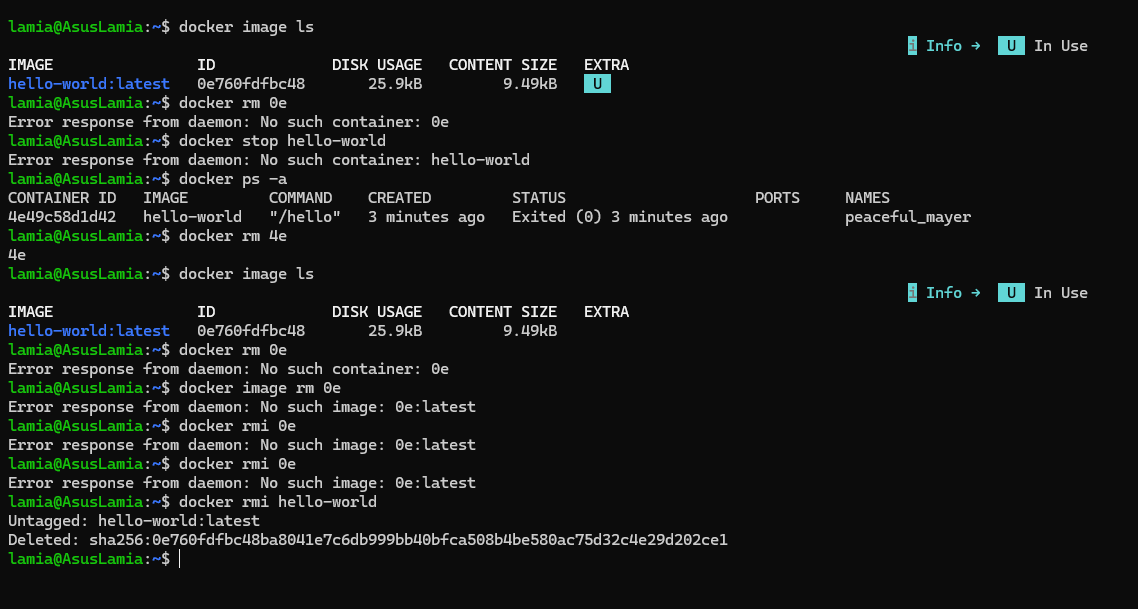 lamia@AsusLamia:~$ docker image ls
i Info → U In Use
IMAGE ID DISK USAGE CONTENT SIZE EXTRA
hello-world:latest 0e760fdfbc48 25.9kB 9.49kB U
lamia@AsusLamia:~$ docker rm 0e
Error response from daemon: No such container: 0e
lamia@AsusLamia:~$ docker stop hello-world
Error response from daemon: No such container: hello-world
lamia@AsusLamia:~$ docker ps -a
CONTAINER ID IMAGE COMMAND CREATED STATUS PORTS NAMES
4e49c58d1d42 hello-world "/hello" 3 minutes ago Exited (0) 3 minutes ago peaceful_mayer
lamia@AsusLamia:~$ docker rm 4e
4e
lamia@AsusLamia:~$ docker image ls
i Info → U In Use
IMAGE ID DISK USAGE CONTENT SIZE EXTRA
hello-world:latest 0e760fdfbc48 25.9kB 9.49kB
lamia@AsusLamia:~$ docker rm 0e
Error response from daemon: No such container: 0e
lamia@AsusLamia:~$ docker image rm 0e
Error response from daemon: No such image: 0e:latest
lamia@AsusLamia:~$ docker rmi 0e
Error response from daemon: No such image: 0e:latest
lamia@AsusLamia:~$ docker rmi 0e
Error response from daemon: No such image: 0e:latest
lamia@AsusLamia:~$ docker rmi hello-world
Untagged: hello-world:latest
Deleted: sha256:0e760fdfbc48ba8041e7c6db999bb40bfca508b4be580ac75d32c4e29d202ce1
lamia@AsusLamia:~$